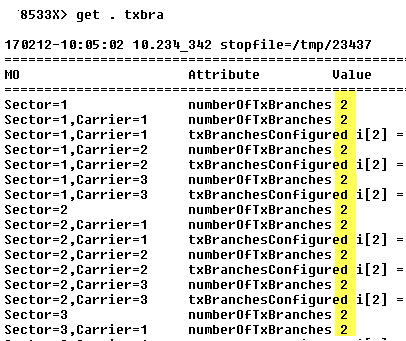 8533X> get . txbra
170212-10:05:02 10.234_342 stopfile=/tmp/23437
=================================================
MO Attribute Value
=================================================
Sector=1 numberOfTxBranches 2
Sector=1,Carrier=1 numberOfTxBranches 2
Sector=1,Carrier=1 txBranchesConfigured i[2] =
Sector=1,Carrier=2 numberOfTxBranches 2
Sector=1,Carrier=2 txBranchesConfigured i[2] =
Sector=1,Carrier=3 numberOfTxBranches 2
Sector=1,Carrier=3 txBranchesConfigured i[2] =
Sector=2 numberOfTxBranches 2
Sector=2,Carrier=1 numberOfTxBranches 2
Sector=2,Carrier=1 txBranchesConfigured i[2] =
Sector=2,Carrier=2 numberOfTxBranches 2
Sector=2,Carrier=2 txBranchesConfigured i[2] =
Sector=2,Carrier=3 numberOfTxBranches 2
Sector=2,Carrier=3 txBranchesConfigured i[2] =
Sector=3 numberOfTxBranches 2
Sector=3,Carrier=1 numberOfTxBranches 2